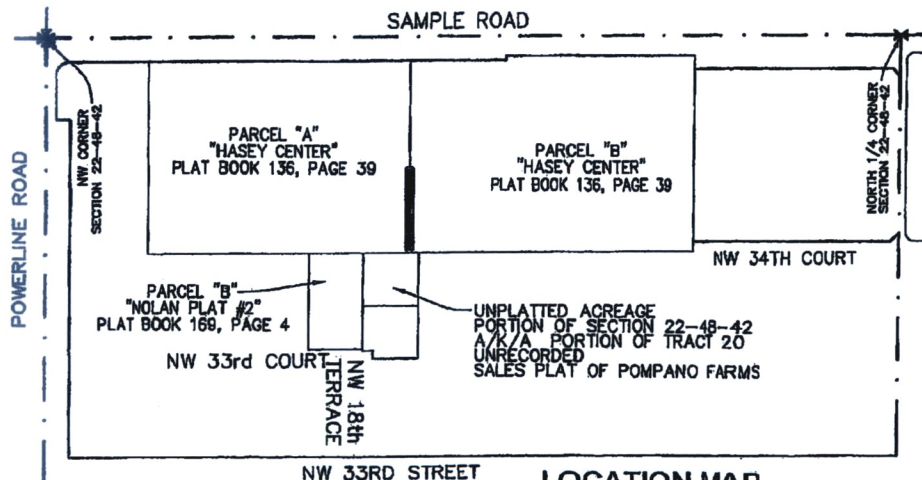 SAMPLE ROAD
NW CORNER
SECTION 22-48-42
PARCEL "A"
"HASEY CENTER"
PLAT BOOK 136, PAGE 39
PARCEL "B"
"HASEY CENTER"
PLAT BOOK 136, PAGE 39
NORTH 1/4 CORNER
SECTION 22-48-42
POWERLINE ROAD
NW 34TH COURT
PARCEL "B"
"NOLAN PLAT #2"
PLAT BOOK 169, PAGE 4
UNPLATTED ACREAGE
PORTION OF SECTION 22-48-42
A/K/A PORTION OF TRACT 20
UNRECORDED
SALES PLAT OF POMPANO FARMS
NW 33rd COURT
NW 18th
TERRACE
NW 33RD STREET
LOCATION MAP